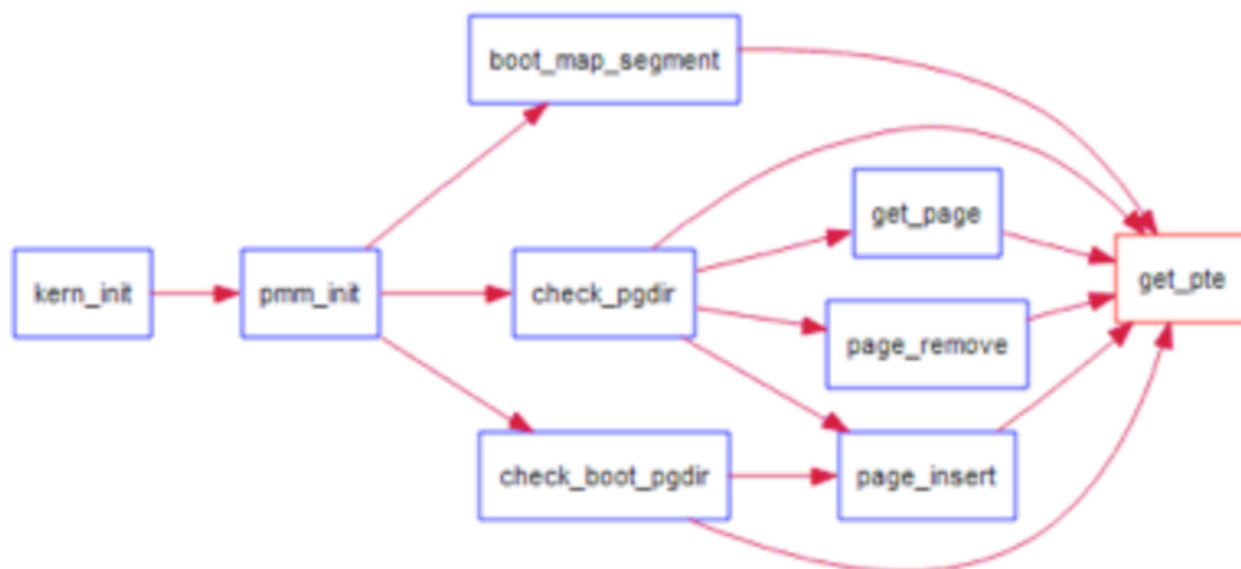 boot_map_segment
get_page
kern_init
pmm_init
check_pgdir
get_pte
page_remove
check_boot_pgdir
page_insert